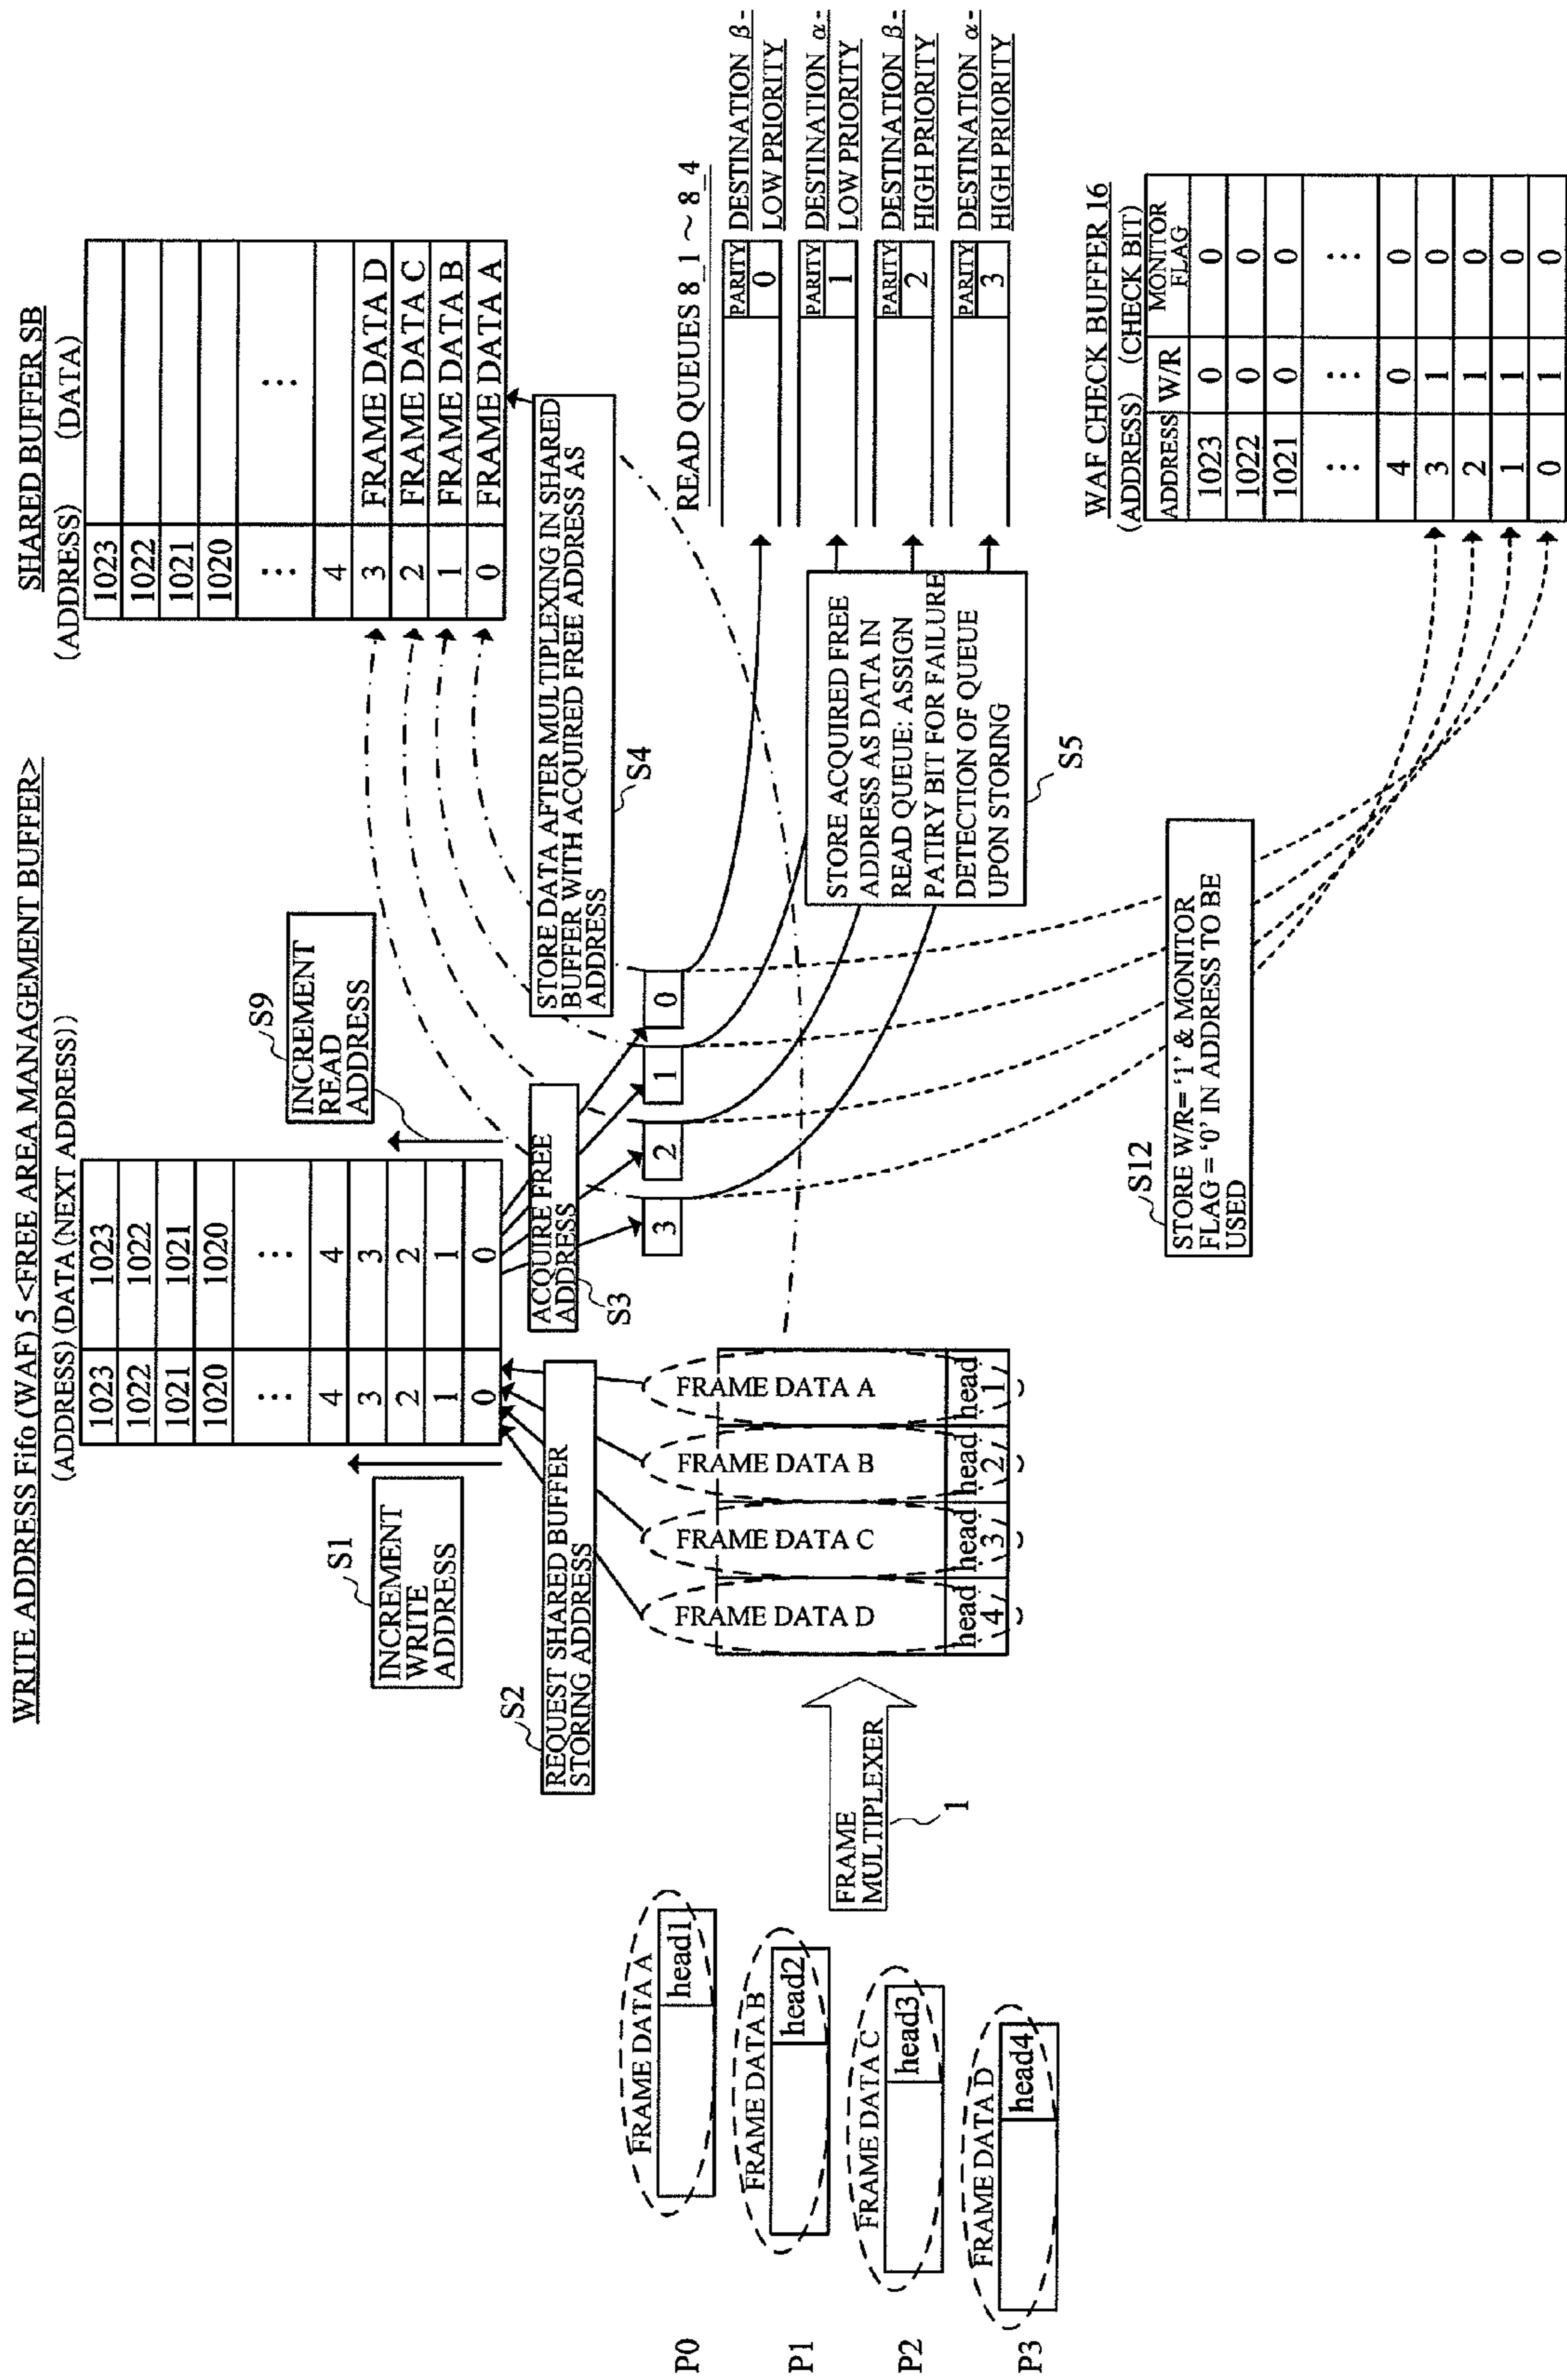 WRITE ADDRESS Fifo (WAF) 5 <FREE AREA MANAGEMENT BUFFER>
(ADDRESS) (DATA (NEXT ADDRESS))
1023 1023
1022 1022
1021 1021
1020 1020
⋮ ⋮
4 4
3 3
2 2
1 1
0 0
S1
INCREMENT
WRITE
ADDRESS
S9
INCREMENT
READ
ADDRESS
SHARED BUFFER SB
(ADDRESS) (DATA)
1023
1022
1021
1020
⋮ ⋮
4
3 FRAME DATA D
2 FRAME DATA C
1 FRAME DATA B
0 FRAME DATA A
S2
REQUEST SHARED BUFFER
STORING ADDRESS
ACQUIRE FREE
ADDRESS
S3
STORE DATA AFTER MULTIPLEXING IN SHARED
BUFFER WITH ACQUIRED FREE ADDRESS AS
ADDRESS
S4
3 2 1 0
P0
FRAME DATA A
head1
P1
FRAME DATA B
head2
P2
FRAME DATA C
head3
P3
FRAME DATA D
head4
FRAME
MULTIPLEXER
1
FRAME DATA D
head
4
FRAME DATA C
head
3
FRAME DATA B
head
2
FRAME DATA A
head
1
READ QUEUES 8_1 ~ 8_4
PARITY
0
DESTINATION β-
LOW PRIORITY
PARITY
1
DESTINATION α-
LOW PRIORITY
PARITY
2
DESTINATION β-
HIGH PRIORITY
PARITY
3
DESTINATION α-
HIGH PRIORITY
STORE ACQUIRED FREE
ADDRESS AS DATA IN
READ QUEUE: ASSIGN
PATIRY BIT FOR FAILURE
DETECTION OF QUEUE
UPON STORING
S5
S12
STORE W/R= '1' & MONITOR
FLAG = '0' IN ADDRESS TO BE
USED
WAF CHECK BUFFER 16
(ADDRESS) (CHECK BIT)
ADDRESS W/R MONITOR
FLAG
1023 0 0
1022 0 0
1021 0 0
⋮ ⋮ ⋮
4 0 0
3 1 0
2 1 0
1 1 0
0 1 0